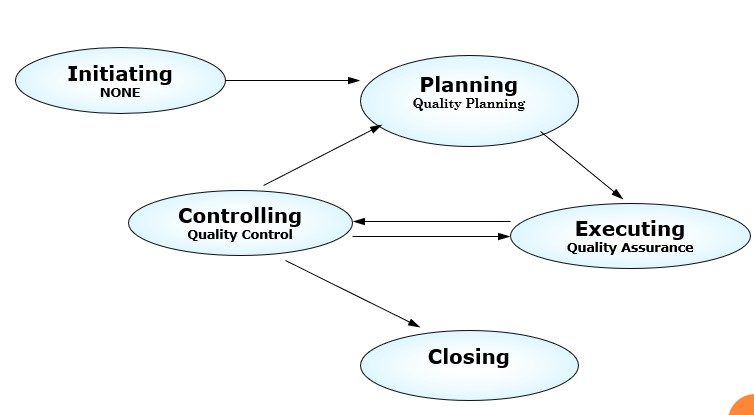 Initiating
NONE
Planning
Quality Planning
Controlling
Quality Control
Executing
Quality Assurance
Closing